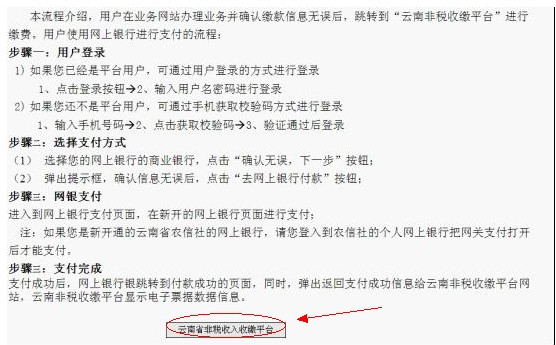 本流程介绍，用户在业务网站办理业务并确认缴款信息无误后，跳转到“云南非税收缴平台”进行
缴费。用户使用网上银行进行支付的流程：
步骤一：用户登录
1) 如果您已经是平台用户，可通过用户登录的方式进行登录
1、点击登录按钮→2、输入用户名密码进行登录
2) 如果您还不是平台用户，可通过手机获取校验码方式进行登录
1、输入手机号码→2、点击获取校验码→3、验证通过后登录
步骤二：选择支付方式
（1） 选择您的网上银行的商业银行，点击“确认无误，下一步”按钮；
（2） 弹出提示框，确认信息无误后，点击“去网上银行付款”按钮；
步骤三：网银支付
进入到网上银行支付页面，在新开的网上银行页面进行支付；
注：如果您是新开通的云南省农信社的网上银行，请您登入到农信社的个人网上银行把网关支付打开
后才能支付。
步骤三：支付完成
支付成功后，网上银行银跳转到付款成功的页面，同时，弹出返回支付成功信息给云南非税收缴平台网
站，云南非税收缴平台显示电子票据数据信息。
云南省非税收入收缴平台